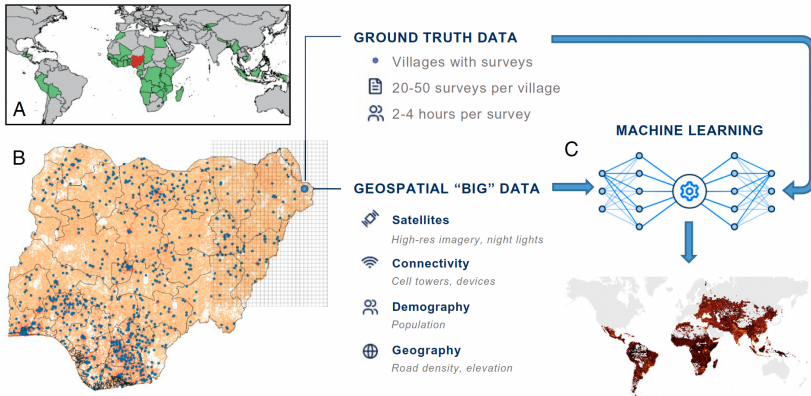 A
GROUND TRUTH DATA
Villages with surveys
20-50 surveys per village
2-4 hours per survey
B
GEOSPATIAL “BIG” DATA
Satellites
High-res imagery, night lights
Connectivity
Cell towers, devices
Demography
Population
Geography
Road density, elevation
C
MACHINE LEARNING